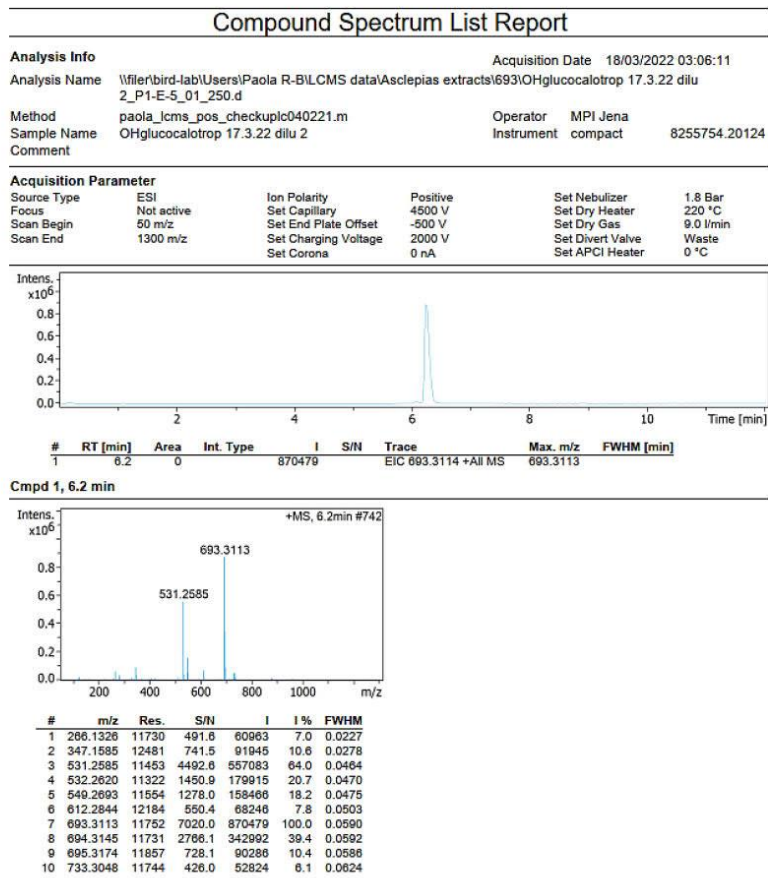 Compound Spectrum List Report
Analysis Info
Acquisition Date 18/03/2022 03:06:11
Analysis Name \\filer\bird-lab\Users\Paola R-B\LCMS data\Asclepias extracts\693\OHglucocalotrop 17.3.22 dilu
2_P1-E-5_01_250.d
Method paola_lcms_pos_checkuplc040221.m Operator MPI Jena
Sample Name OHglucocalotrop 17.3.22 dilu 2 Instrument compact 8255754.20124
Comment
Acquisition Parameter
Source Type ESI Ion Polarity Positive Set Nebulizer 1.8 Bar
Focus Not active Set Capillary 4500 V Set Dry Heater 220 °C
Scan Begin 50 m/z Set End Plate Offset -500 V Set Dry Gas 9.0 l/min
Scan End 1300 m/z Set Charging Voltage 2000 V Set Divert Valve Waste
Set Corona 0 nA Set APCI Heater 0 °C
Intens.
x10⁶
0.8
0.6
0.4
0.2
0.0
2 4 6 8 10 Time [min]
# RT [min] Area Int. Type I S/N Trace Max. m/z FWHM [min]
1 6.2 0 870479 EIC 693.3114 +All MS 693.3113
Cmpd 1, 6.2 min
Intens.
x10⁶
+MS, 6.2min #742
693.3113
0.8
531.2585
0.6
0.4
0.2
0.0
200 400 600 800 1000 m/z
# m/z Res. S/N I I % FWHM
1 266.1326 11730 491.6 60963 7.0 0.0227
2 347.1585 12481 741.5 91945 10.6 0.0278
3 531.2585 11453 4492.6 557083 64.0 0.0464
4 532.2620 11322 1450.9 179915 20.7 0.0470
5 549.2693 11554 1278.0 158466 18.2 0.0475
6 612.2844 12184 550.4 68246 7.8 0.0503
7 693.3113 11752 7020.0 870479 100.0 0.0590
8 694.3145 11731 2766.1 342992 39.4 0.0592
9 695.3174 11857 728.1 90286 10.4 0.0586
10 733.3048 11744 426.0 52824 6.1 0.0624